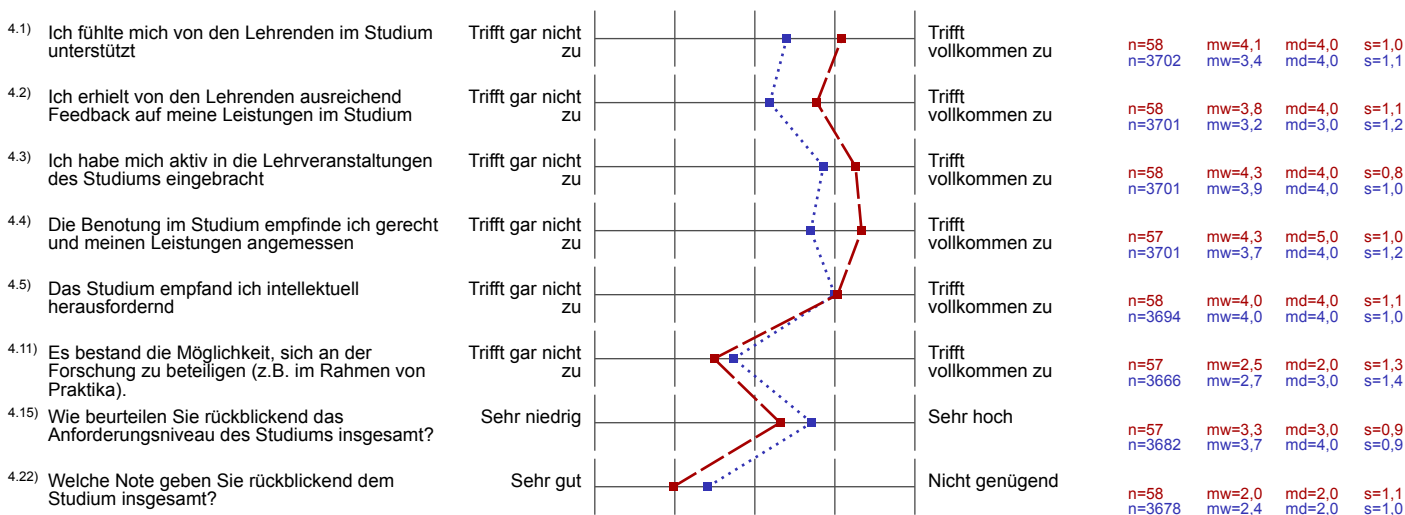 4.1) Ich fühlte mich von den Lehrenden im Studium
unterstützt
Trifft gar nicht
zu
Trifft
vollkommen zu
n=58 mw=4,1 md=4,0 s=1,0
n=3702 mw=3,4 md=4,0 s=1,1
4.2) Ich erhielt von den Lehrenden ausreichend
Feedback auf meine Leistungen im Studium
Trifft gar nicht
zu
Trifft
vollkommen zu
n=58 mw=3,8 md=4,0 s=1,1
n=3701 mw=3,2 md=3,0 s=1,2
4.3) Ich habe mich aktiv in die Lehrveranstaltungen
des Studiums eingebracht
Trifft gar nicht
zu
Trifft
vollkommen zu
n=58 mw=4,3 md=4,0 s=0,8
n=3701 mw=3,9 md=4,0 s=1,0
4.4) Die Benotung im Studium empfinde ich gerecht
und meinen Leistungen angemessen
Trifft gar nicht
zu
Trifft
vollkommen zu
n=57 mw=4,3 md=5,0 s=1,0
n=3701 mw=3,7 md=4,0 s=1,2
4.5) Das Studium empfand ich intellektuell
herausfordernd
Trifft gar nicht
zu
Trifft
vollkommen zu
n=58 mw=4,0 md=4,0 s=1,1
n=3694 mw=4,0 md=4,0 s=1,0
4.11) Es bestand die Möglichkeit, sich an der
Forschung zu beteiligen (z.B. im Rahmen von
Praktika).
Trifft gar nicht
zu
Trifft
vollkommen zu
n=57 mw=2,5 md=2,0 s=1,3
n=3666 mw=2,7 md=3,0 s=1,4
4.15) Wie beurteilen Sie rückblickend das
Anforderungsniveau des Studiums insgesamt?
Sehr niedrig
Sehr hoch
n=57 mw=3,3 md=3,0 s=0,9
n=3682 mw=3,7 md=4,0 s=0,9
4.22) Welche Note geben Sie rückblickend dem
Studium insgesamt?
Sehr gut
Nicht genügend
n=58 mw=2,0 md=2,0 s=1,1
n=3678 mw=2,4 md=2,0 s=1,0